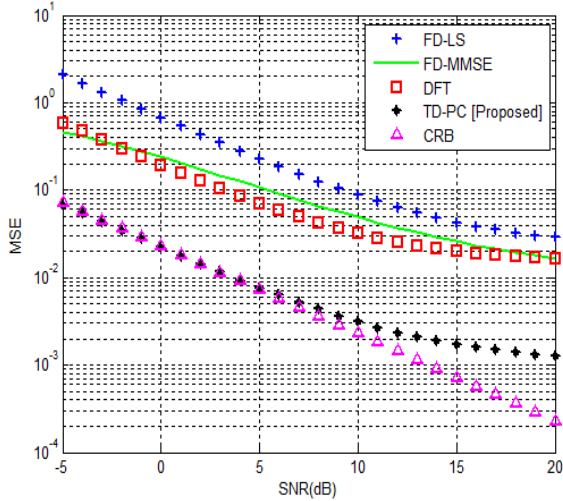 10^1
10^0
10^-1
10^-2
10^-3
10^-4
MSE
-5 0 5 10 15 20
SNR(dB)
FD-LS
FD-MMSE
DFT
TD-PC [Proposed]
CRB